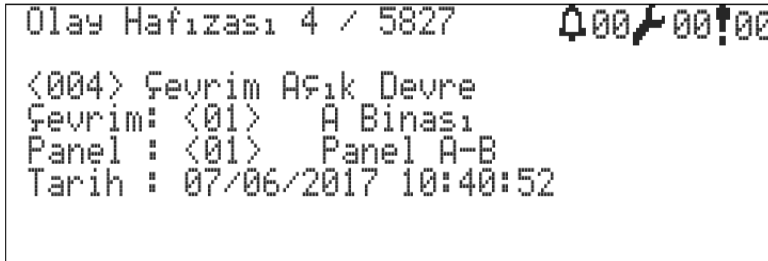 Olay Hafızası 4 / 5827 00 00 00
<004> Çevrim Açık Devre
Çevrim: <01> A Binası
Panel : <01> Panel A-B
Tarih : 07/06/2017 10:40:52